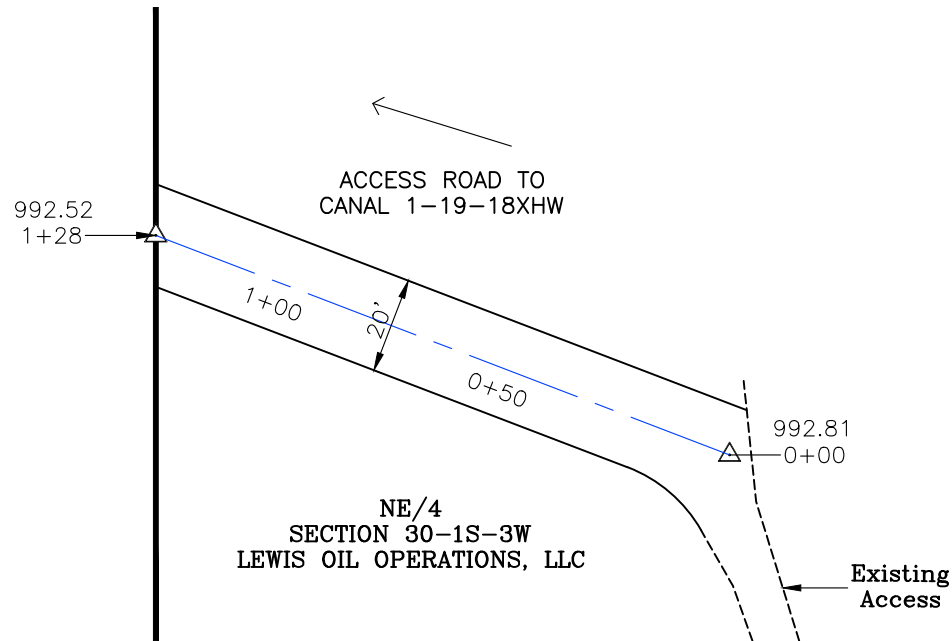 ACCESS ROAD TO
CANAL 1-19-18XHW
992.52
1+28
1+00
20'
0+50
992.81
0+00
NE/4
SECTION 30-1S-3W
LEWIS OIL OPERATIONS, LLC
Existing
Access